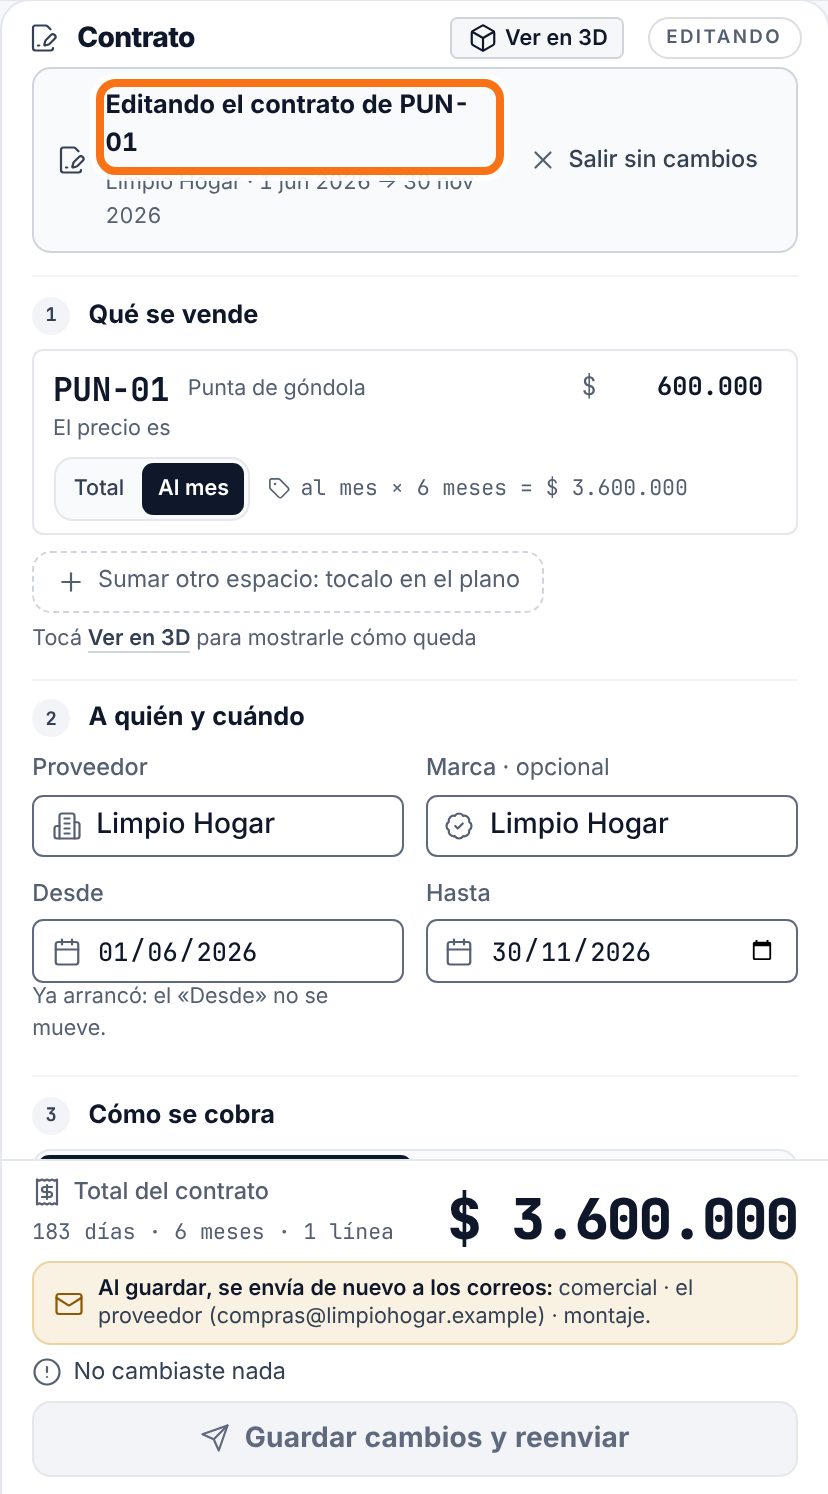 Contrato
Ver en 3D
EDITANDO
Editando el contrato de PUN-
01
Limpio Hogar · 1 jun 2026 → 30 nov
2026
Salir sin cambios
1 Qué se vende
PUN-01 Punta de góndola $ 600.000
El precio es
Total Al mes al mes × 6 meses = $ 3.600.000
Sumar otro espacio: tocalo en el plano
Tocá Ver en 3D para mostrarle cómo queda
2 A quién y cuándo
Proveedor Marca · opcional
Limpio Hogar Limpio Hogar
Desde Hasta
01/06/2026 30/11/2026
Ya arrancó: el «Desde» no se
mueve.
3 Cómo se cobra
Total del contrato
183 días · 6 meses · 1 línea
$ 3.600.000
Al guardar, se envía de nuevo a los correos: comercial · el
proveedor (compras@limpiohogar.example) · montaje.
No cambiaste nada
Guardar cambios y reenviar